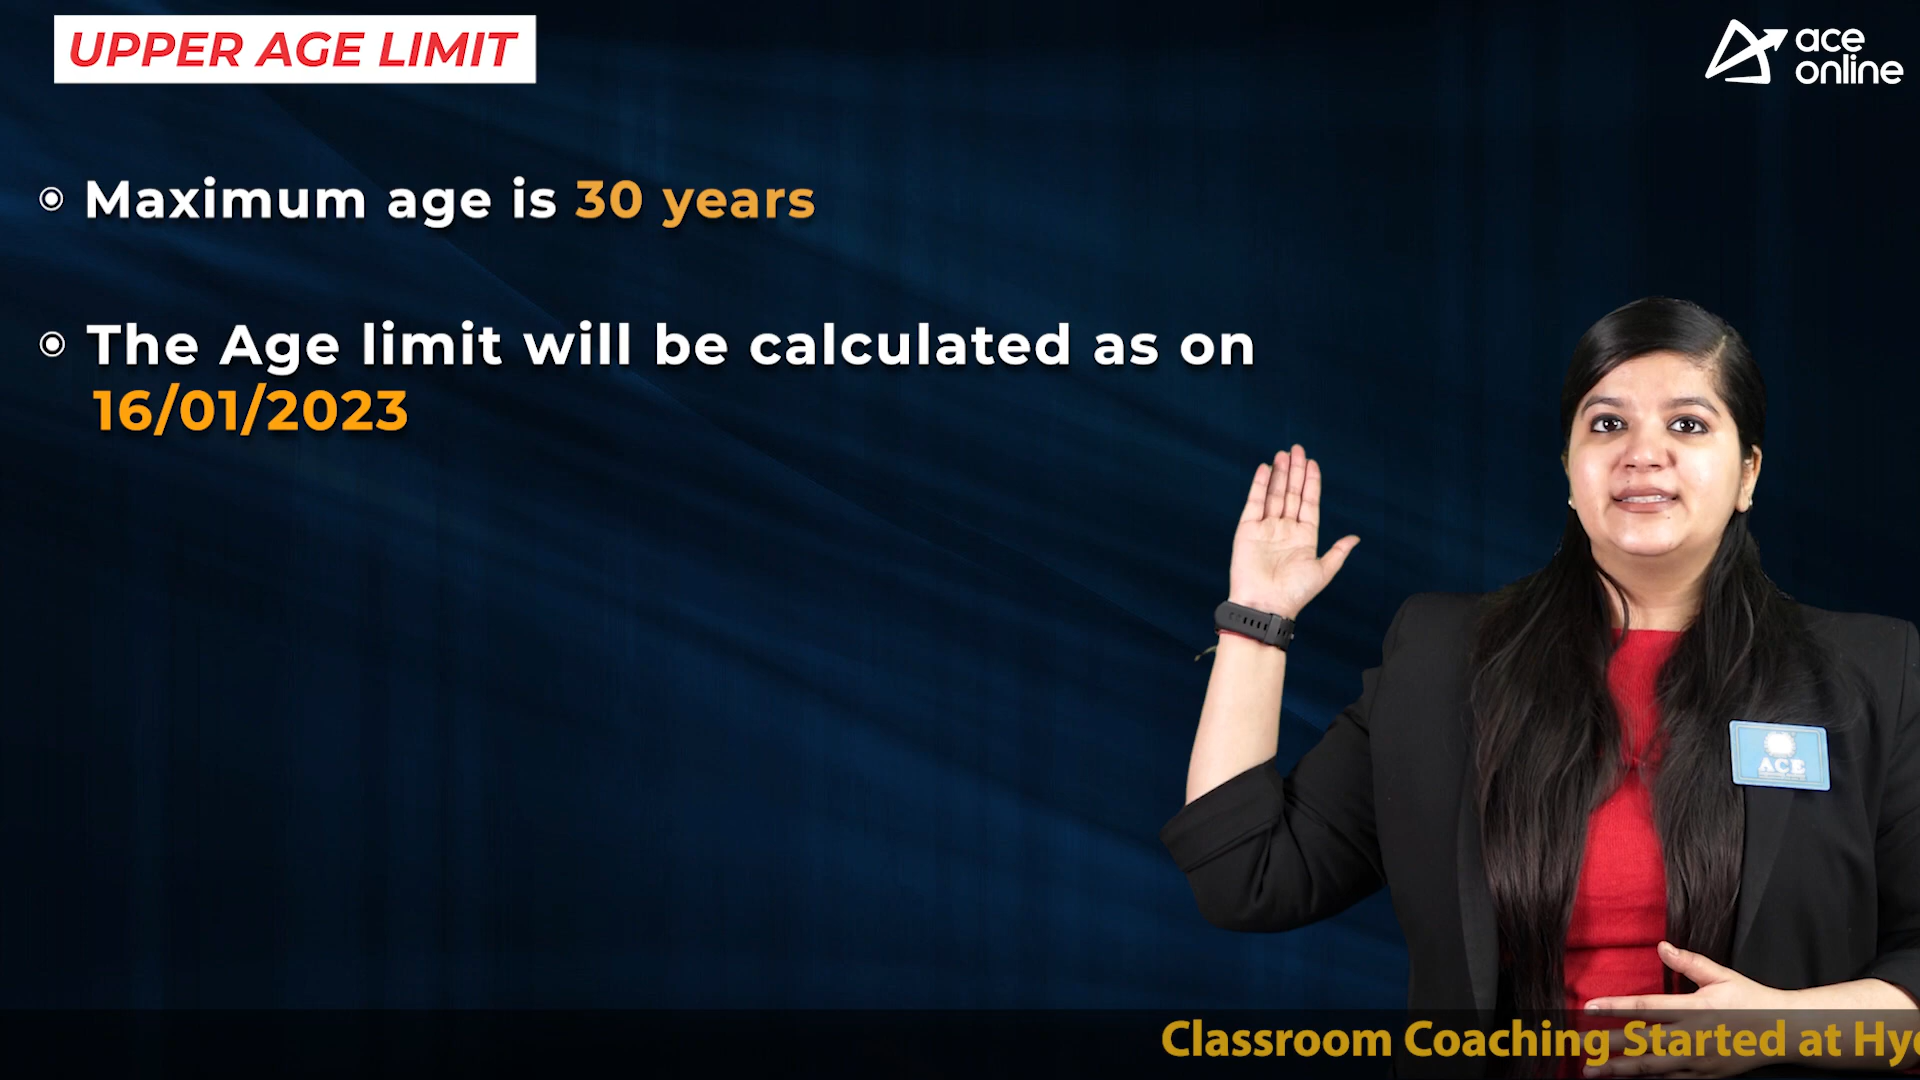 UPPER AGE LIMIT
ace
online
Maximum age is 30 years
The Age limit will be calculated as on
16/01/2023
ACE
Classroom Coaching Started at